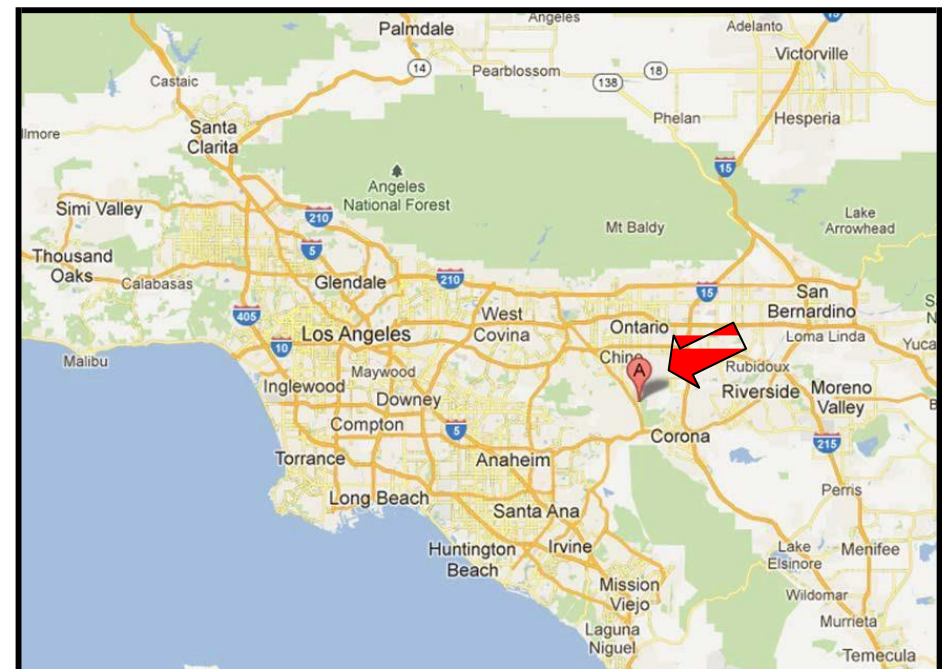 Palmdale
Angeles
Adelanto
15
Victorville
14
Pearblossom
138
18
Castaic
Phelan
Hesperia
Santa
Clarita
15
Angeles
National Forest
Simi Valley
210
Mt Baldy
Lake
Arrowhead
5
Thousand
Oaks
Calabasas
Glendale
210
15
San
Bernardino
405
West
Covina
Los Angeles
Ontario
Loma Linda
10
Malibu
Maywood
Chino
A
Rubidoux
Inglewood
Downey
Riverside
Moreno
Valley
Compton
5
Corona
215
Torrance
Anaheim
Long Beach
Santa Ana
Perris
Huntington
Beach
Irvine
Lake
Elsinore
Menifee
Mission
Viejo
Wildomar
Laguna
Niguel
Murrieta
Temecula